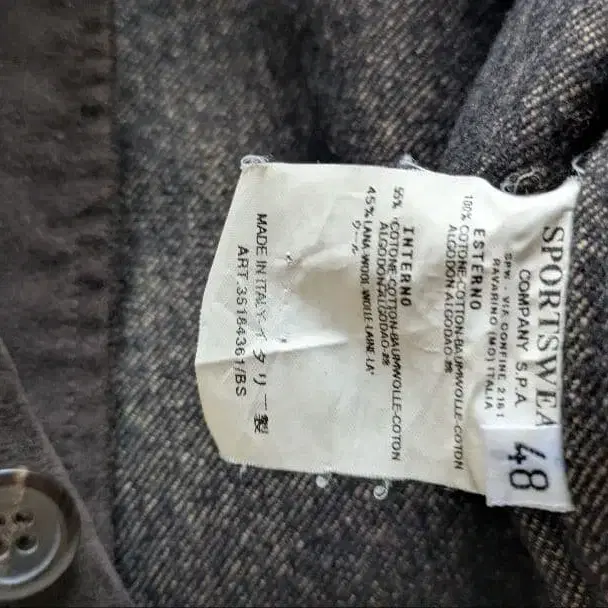 SPORTSWEA
COMPANY S.P.A.
SPW. - VIA CONFINE 2161
RAVARINO (MO) ITALIA
48
ESTERNO
100% COTONE-COTTON-BAUMWOLLE-COTON
ALGODON ALGODAO-綿
INTERNO
55% COTONE-COTTON-BAUMWOLLE-COTON
ALGODON-ALGODAO-綿
45% LANA-WOOL-WOLLE-LAINE-LA
ウール
MADE IN ITALY-イタリー製
ART.35184361/BS